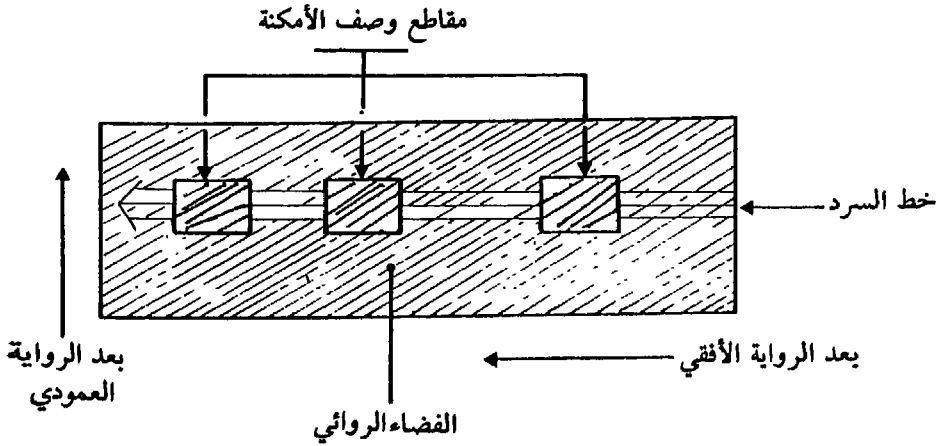 مقاطع وصف الأمكنة
خط السرد
بعد الرواية الأفقي
بعد الرواية
العمودي
الفضاء الروائي